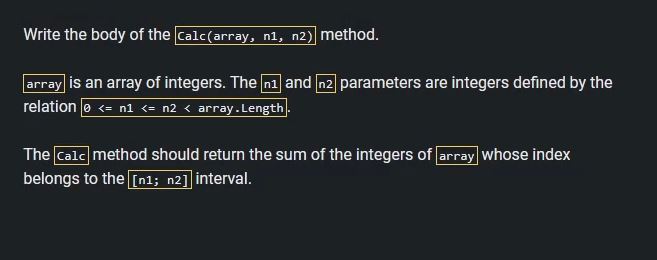 Write the body of the Calc(array, n1, n2) method.
array is an array of integers. The n1 and n2 parameters are integers defined by the
relation 0 <= n1 <= n2 < array.Length.
The Calc method should return the sum of the integers of array whose index
belongs to the [n1; n2] interval.